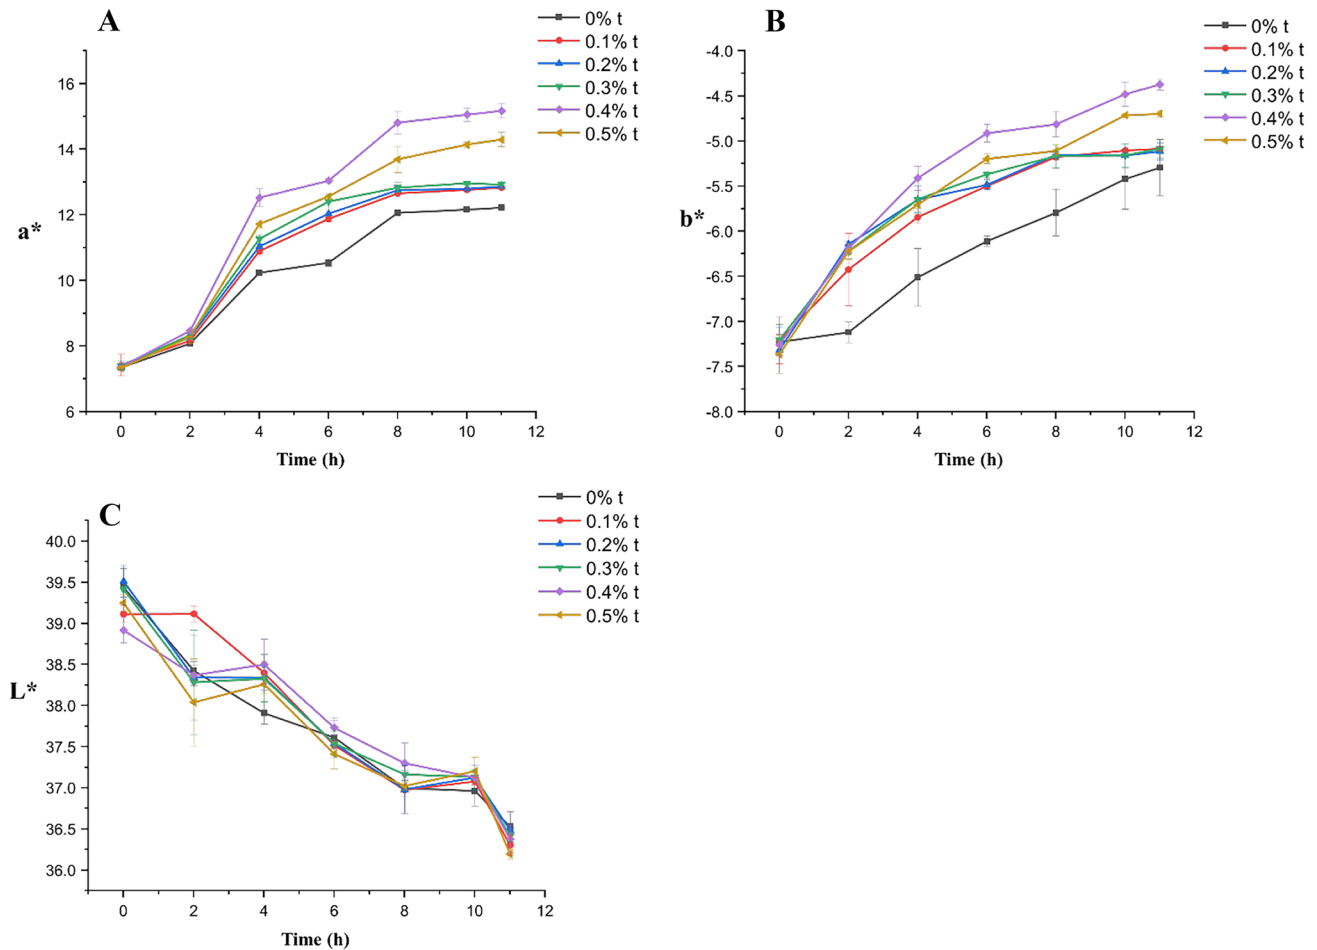 A
0% t
0.1% t
0.2% t
0.3% t
0.4% t
0.5% t
16
14
12
10
8
6
a*
0 2 4 6 8 10 12
Time (h)
B
0% t
0.1% t
0.2% t
0.3% t
0.4% t
0.5% t
-4.0
-4.5
-5.0
-5.5
-6.0
-6.5
-7.0
-7.5
-8.0
b*
0 2 4 6 8 10 12
Time (h)
C
0% t
0.1% t
0.2% t
0.3% t
0.4% t
0.5% t
40.0
39.5
39.0
38.5
38.0
37.5
37.0
36.5
36.0
L*
0 2 4 6 8 10 12
Time (h)